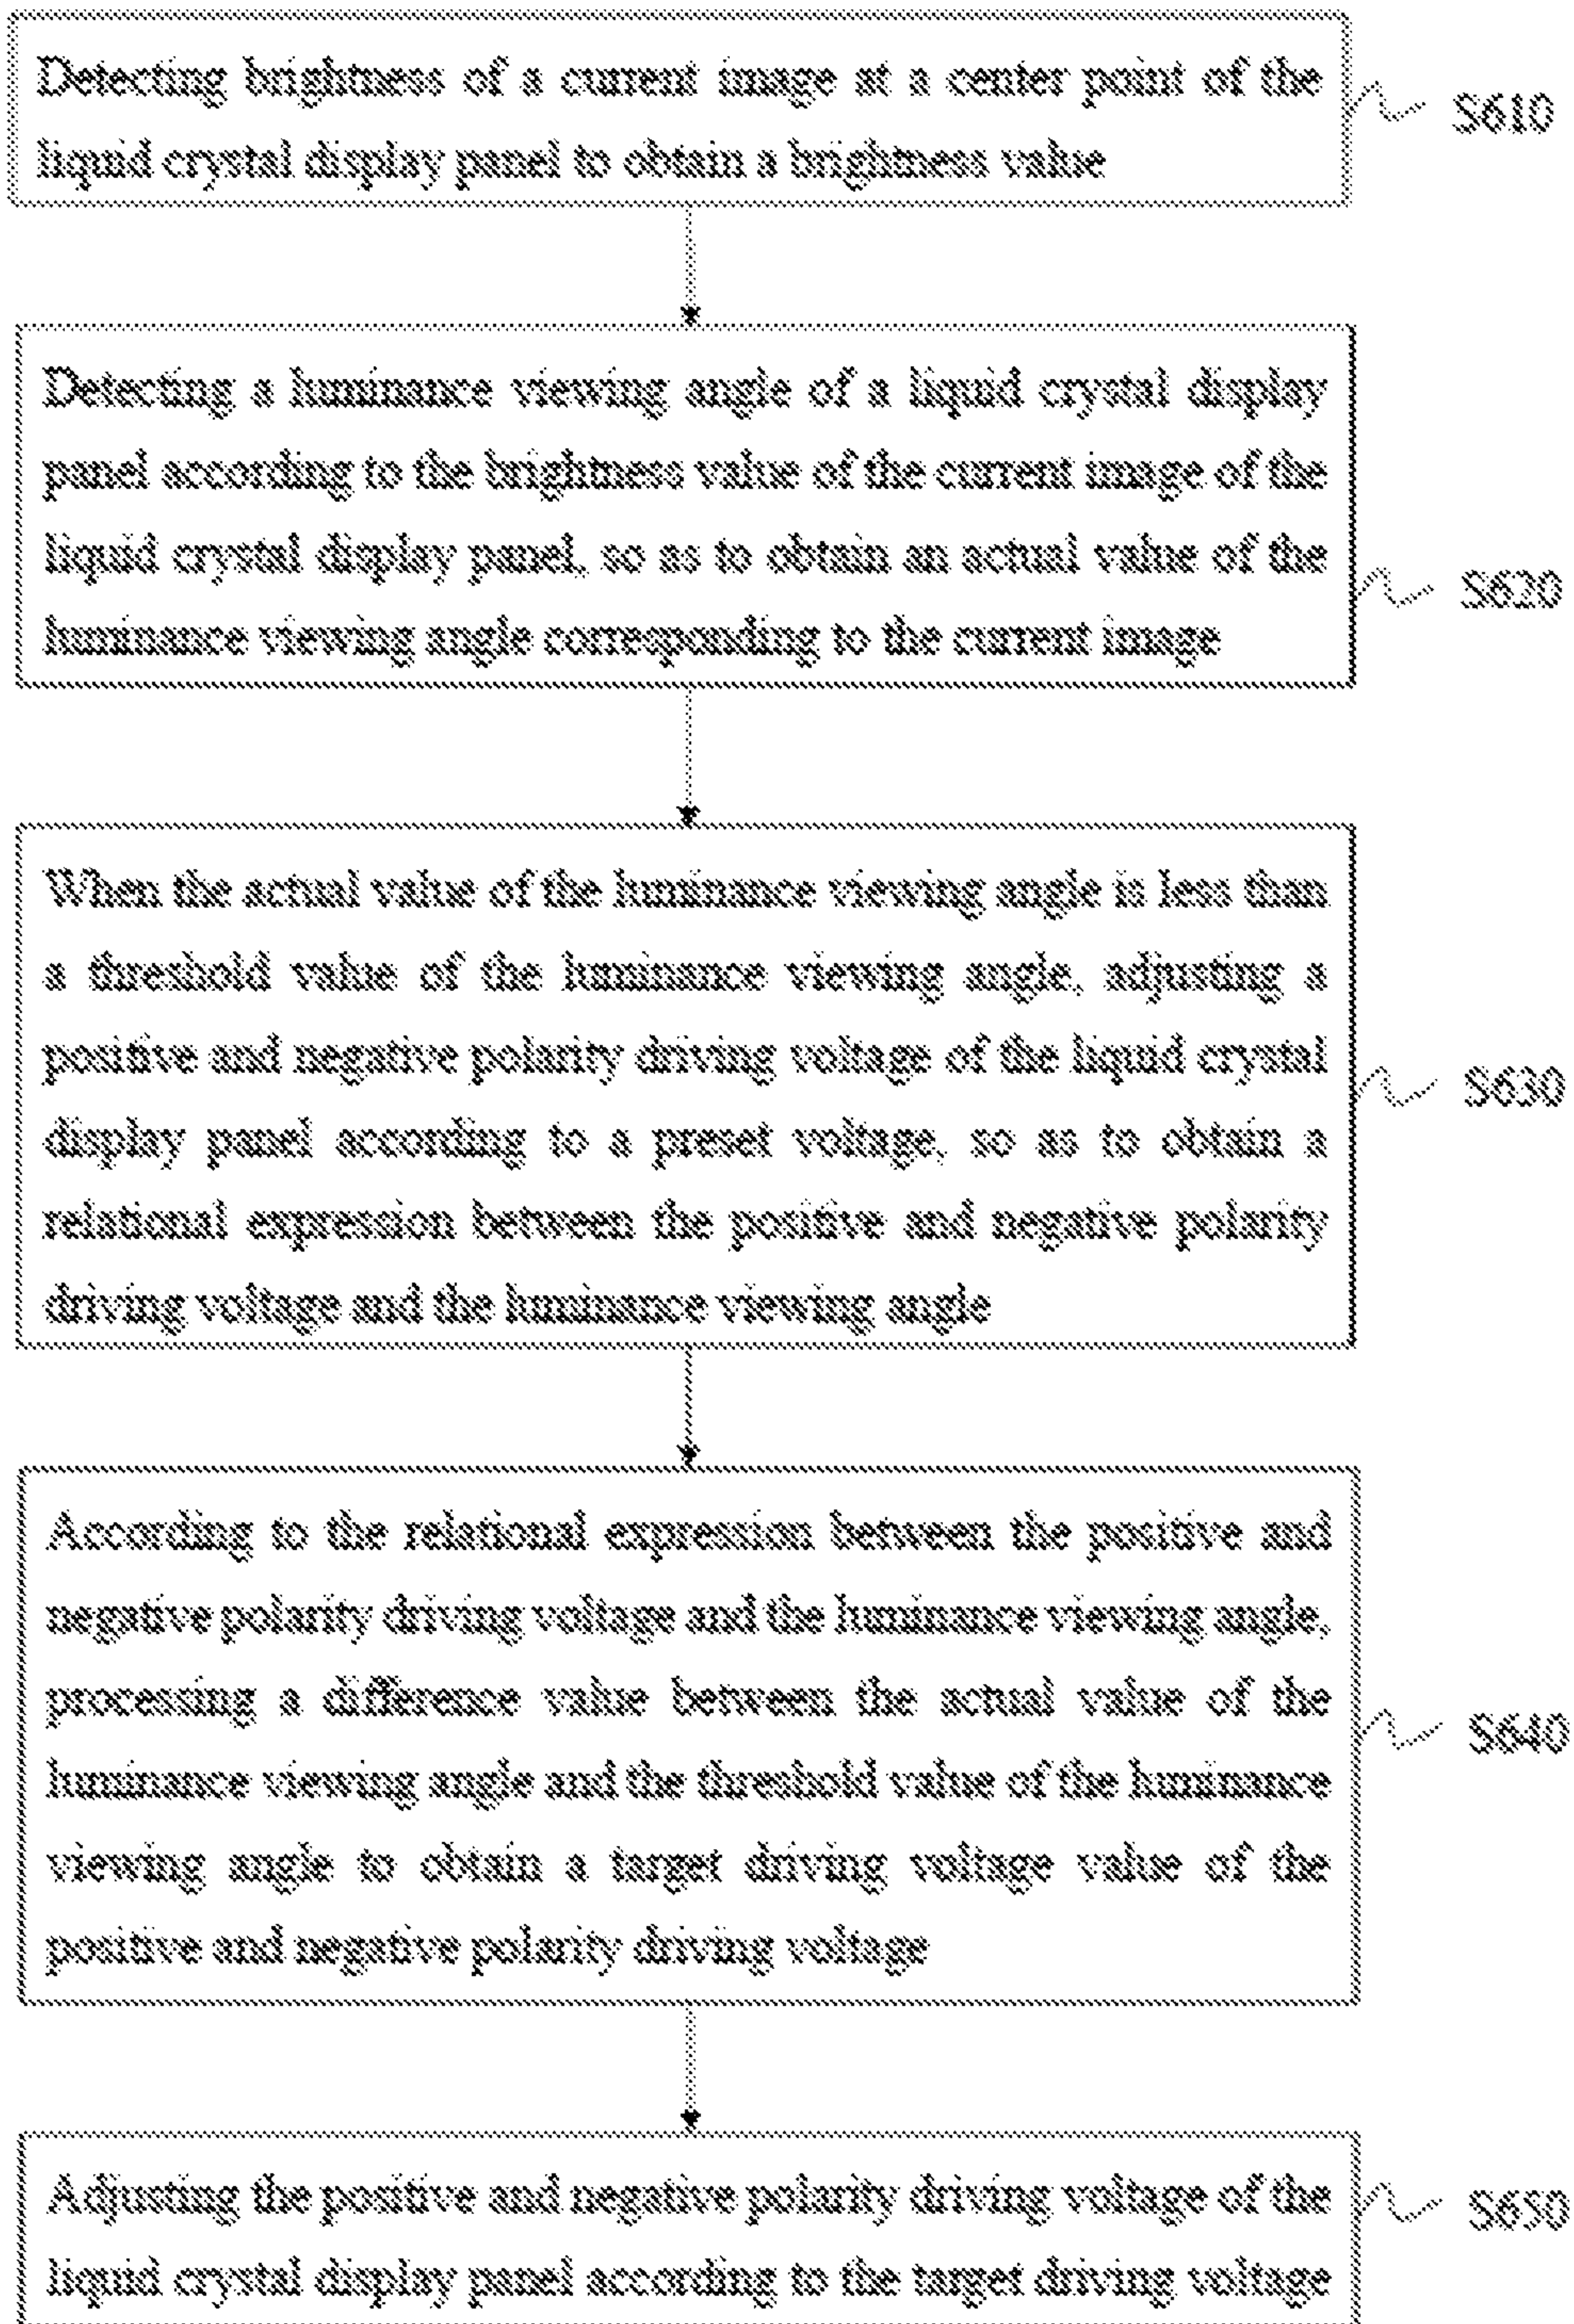 Detecting brightness of a current image at a center point of the
liquid crystal display panel to obtain a brightness value
S610
Detecting a luminance viewing angle of a liquid crystal display
panel according to the brightness value of the current image of the
liquid crystal display panel, so as to obtain an actual value of the
luminance viewing angle corresponding to the current image
S620
When the actual value of the luminance viewing angle is less than
a threshold value of the luminance viewing angle, adjusting a
positive and negative polarity driving voltage of the liquid crystal
display panel according to a preset voltage, so as to obtain a
relational expression between the positive and negative polarity
driving voltage and the luminance viewing angle
S630
According to the relational expression between the positive and
negative polarity driving voltage and the luminance viewing angle,
processing a difference value between the actual value of the
luminance viewing angle and the threshold value of the luminance
viewing angle to obtain a target driving voltage value of the
positive and negative polarity driving voltage
S640
Adjusting the positive and negative polarity driving voltage of the
liquid crystal display panel according to the target driving voltage
S650